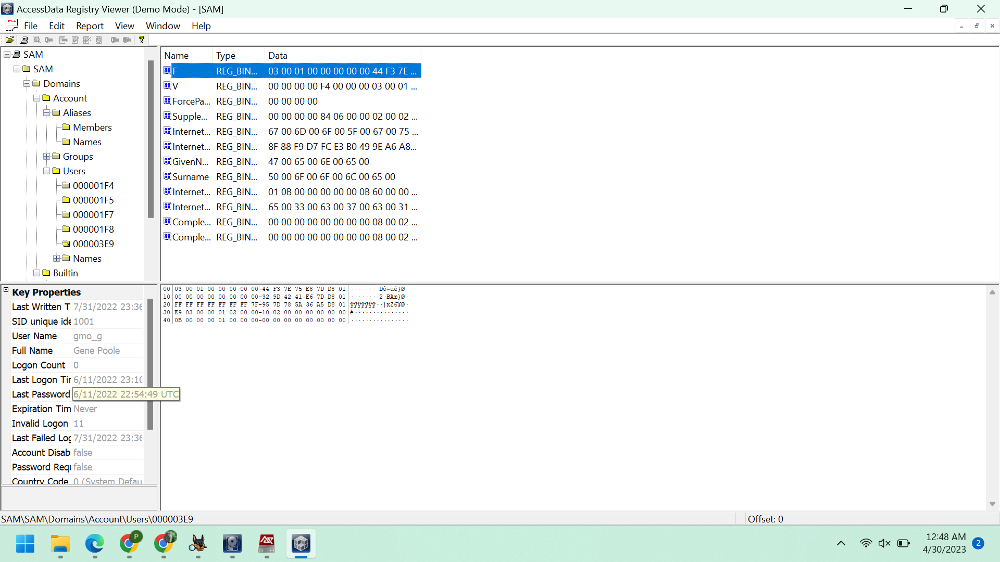 AccessData Registry Viewer (Demo Mode) - [SAM]
File Edit Report View Window Help
SAM
SAM
Domains
Account
Aliases
Members
Names
Groups
Users
000001F4
000001F5
000001F7
000001F8
000003E9
Names
Builtin
Name Type Data
F REG_BIN... 03 00 01 00 00 00 00 00 44 F3 7E ...
V REG_BIN... 00 00 00 00 F4 00 00 00 03 00 01 ...
ForcePa... REG_BIN... 00 00 00 00
Supple... REG_BIN... 00 00 00 00 84 06 00 00 02 00 02 ...
Internet... REG_BIN... 67 00 6D 00 6F 00 5F 00 67 00 75 ...
Internet... REG_BIN... 8F 88 F9 D7 FC E3 B0 49 9E A6 A8...
GivenN... REG_BIN... 47 00 65 00 6E 00 65 00
Surname REG_BIN... 50 00 6F 00 6F 00 6C 00 65 00
Internet... REG_BIN... 01 0B 00 00 00 00 00 0B 60 00 00 ...
Internet... REG_BIN... 65 00 33 00 63 00 37 00 63 00 31 ...
Comple... REG_BIN... 00 00 00 00 00 00 00 00 08 00 02 ...
Comple... REG_BIN... 00 00 00 00 00 00 00 00 08 00 02 ...
Key Properties
Last Written T 7/31/2022 23:36
SID unique ide 1001
User Name gmo_g
Full Name Gene Poole
Logon Count 0
Last Logon Tir 6/11/2022 23:10
Last Password 6/11/2022 22:54:49 UTC
Expiration Tim Never
Invalid Logon 11
Last Failed Log 7/31/2022 23:36
Account Disab false
Password Requ false
Country Code 0 (System Defau
00 03 00 01 00 00 00 00 00-44 F3 7E 75 E8 7D D8 01 ········Dó~uè}Ø·
10 00 00 00 00 00 00 00 00-32 9D 42 41 E6 7D D8 01 ········2·BAæ}Ø·
20 FF FF FF FF FF FF FF 7F-95 7D 78 5A 36 A5 D8 01 ÿÿÿÿÿÿÿ··}xZ6¥Ø·
30 E9 03 00 00 01 02 00 00-10 02 00 00 00 00 00 00 é···············
40 0B 00 00 00 01 00 00 00-00 00 00 00 00 00 00 00 ················
SAM\SAM\Domains\Account\Users\000003E9
Offset: 0
P
12:48 AM
4/30/2023
2